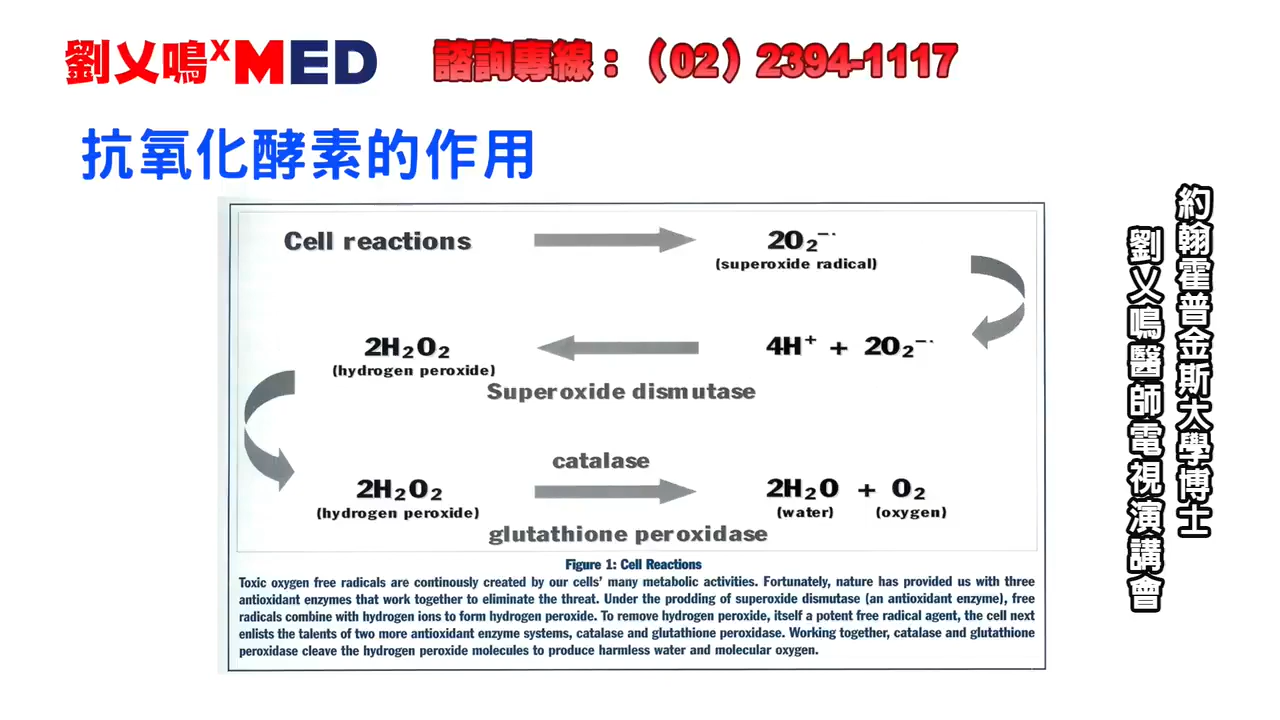 劉乂鳴xMED
諮詢專線：（02）2394-1117
抗氧化酵素的作用
約翰霍普金斯大學博士
劉乂鳴醫師電視演講會
Cell reactions
2O₂⁻·
(superoxide radical)
2H₂O₂
(hydrogen peroxide)
4H⁺ + 2O₂⁻·
Superoxide dismutase
catalase
2H₂O₂
(hydrogen peroxide)
2H₂O + O₂
(water) (oxygen)
glutathione peroxidase
Figure 1: Cell Reactions
Toxic oxygen free radicals are continously created by our cells' many metabolic activities. Fortunately, nature has provided us with three
antioxidant enzymes that work together to eliminate the threat. Under the prodding of superoxide dismutase (an antioxidant enzyme), free
radicals combine with hydrogen ions to form hydrogen peroxide. To remove hydrogen peroxide, itself a potent free radical agent, the cell next
enlists the talents of two more antioxidant enzyme systems, catalase and glutathione peroxidase. Working together, catalase and glutathione
peroxidase cleave the hydrogen peroxide molecules to produce harmless water and molecular oxygen.